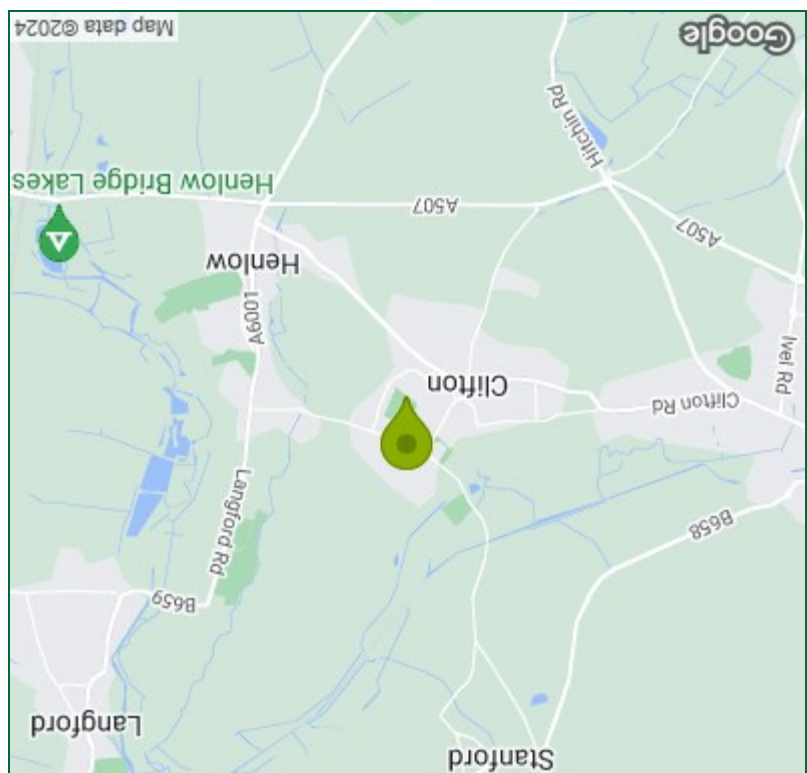 Stanford
Langford
B659
B658
Langford Rd
Clifton Rd
Clifton
Ivel Rd
A6001
Henlow
A507
A507
Henlow Bridge Lakes
Hitchin Rd
Google
Map data ©2024